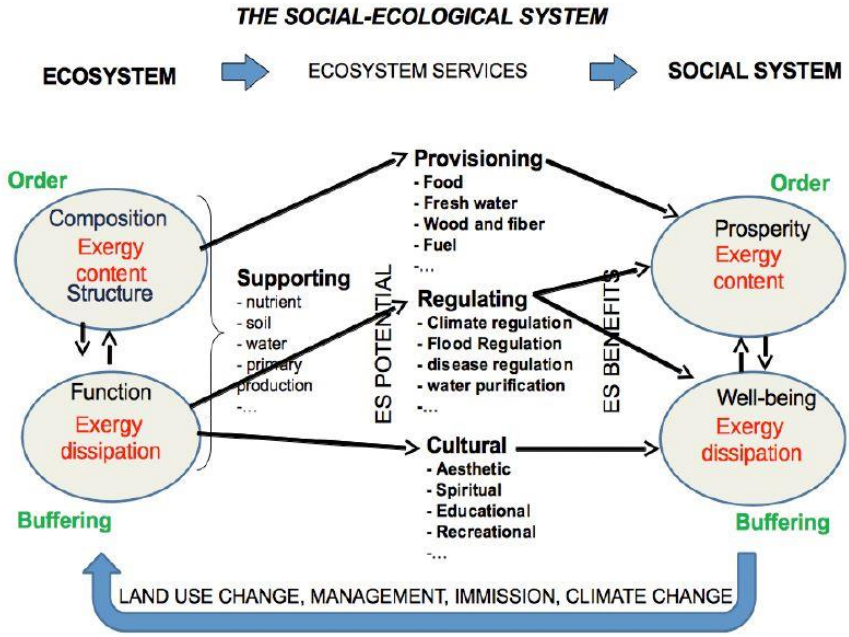 THE SOCIAL-ECOLOGICAL SYSTEM
ECOSYSTEM
ECOSYSTEM SERVICES
SOCIAL SYSTEM
Order
Composition
Exergy
content
Structure
Function
Exergy
dissipation
Buffering
Supporting
- nutrient
- soil
- water
- primary
production
-...
ES POTENTIAL
Provisioning
- Food
- Fresh water
- Wood and fiber
- Fuel
-...
Regulating
- Climate regulation
- Flood Regulation
- disease regulation
- water purification
-...
Cultural
- Aesthetic
- Spiritual
- Educational
- Recreational
-...
ES BENEFITS
Order
Prosperity
Exergy
content
Well-being
Exergy
dissipation
Buffering
LAND USE CHANGE, MANAGEMENT, IMMISSION, CLIMATE CHANGE